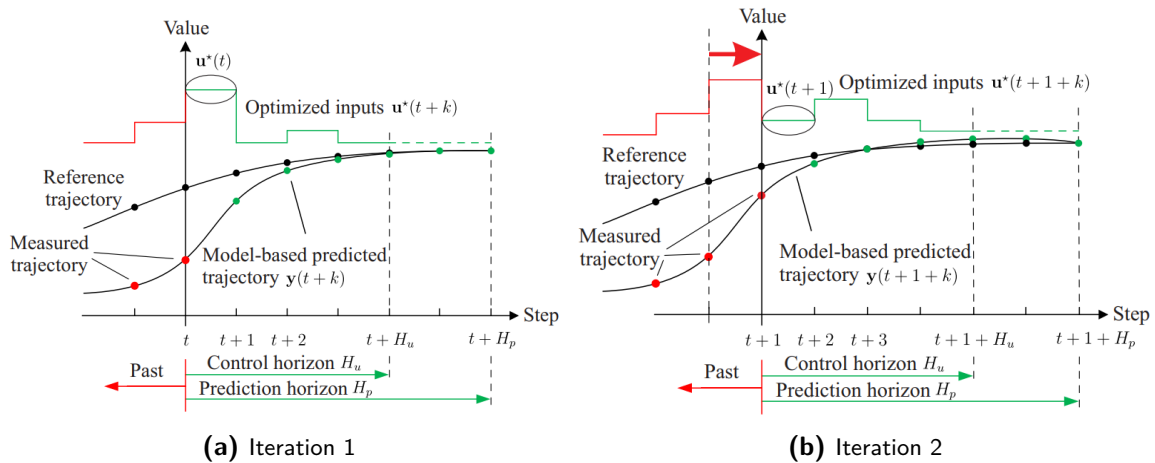 Value
𝐮*(t)
Optimized inputs 𝐮*(t+k)
Reference
trajectory
Measured
trajectory
Model-based predicted
trajectory 𝐲(t+k)
Step
t
t+1
t+2
t+H_u
t+H_p
Past
Control horizon H_u
Prediction horizon H_p
(a) Iteration 1
Value
𝐮*(t+1)
Optimized inputs 𝐮*(t+1+k)
Reference
trajectory
Measured
trajectory
Model-based predicted
trajectory 𝐲(t+1+k)
Step
t+1
t+2
t+3
t+1+H_u
t+1+H_p
Past
Control horizon H_u
Prediction horizon H_p
(b) Iteration 2